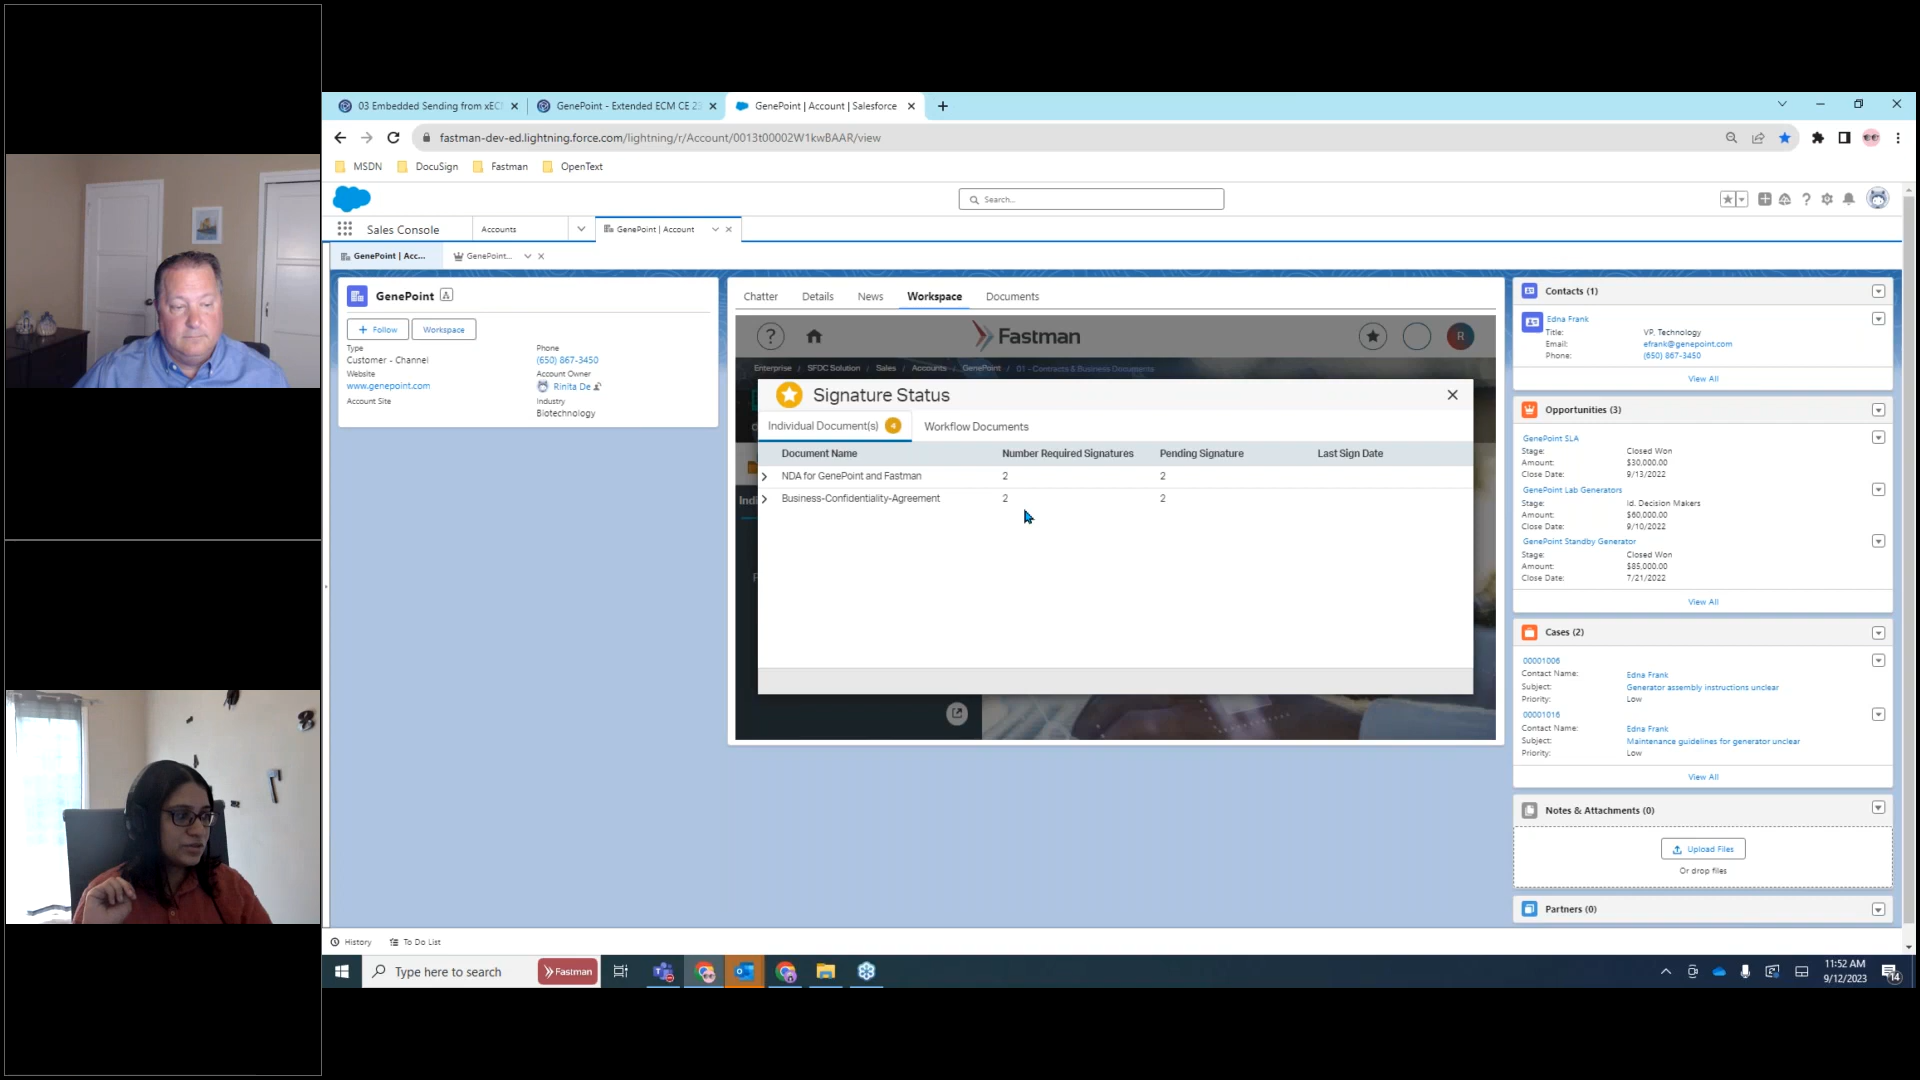 03 Embedded Sending from xEC
GenePoint - Extended ECM CE 23
GenePoint | Account | Salesforce
fastman-dev-ed.lightning.force.com/lightning/r/Account/0013t00002W1kwBAAR/view
MSDN
DocuSign
Fastman
OpenText
Search...
Sales Console
Accounts
GenePoint | Account
GenePoint | Acc...
GenePoint...
GenePoint
Follow
Workspace
Type
Customer - Channel
Website
www.genepoint.com
Account Site
Phone
(650) 867-3450
Account Owner
Rinita De
Industry
Biotechnology
Chatter
Details
News
Workspace
Documents
?
Fastman
R
Enterprise / SFDC Solution / Sales / Accounts / GenePoint / 01 - Contracts & Business Documents
Signature Status
Individual Document(s) 4
Workflow Documents
Document Name Number Required Signatures Pending Signature Last Sign Date
NDA for GenePoint and Fastman 2 2
Business-Confidentiality-Agreement 2 2
Contacts (1)
Edna Frank
Title: VP, Technology
Email: efrank@genepoint.com
Phone: (650) 867-3450
View All
Opportunities (3)
GenePoint SLA
Stage: Closed Won
Amount: $30,000.00
Close Date: 9/13/2022
GenePoint Lab Generators
Stage: Id. Decision Makers
Amount: $60,000.00
Close Date: 9/10/2022
GenePoint Standby Generator
Stage: Closed Won
Amount: $85,000.00
Close Date: 7/21/2022
View All
Cases (2)
00001006
Contact Name: Edna Frank
Subject: Generator assembly instructions unclear
Priority: Low
00001016
Contact Name: Edna Frank
Subject: Maintenance guidelines for generator unclear
Priority: Low
View All
Notes & Attachments (0)
Upload Files
Or drop files
Partners (0)
History
To Do List
Type here to search
Fastman
11:52 AM
9/12/2023
14